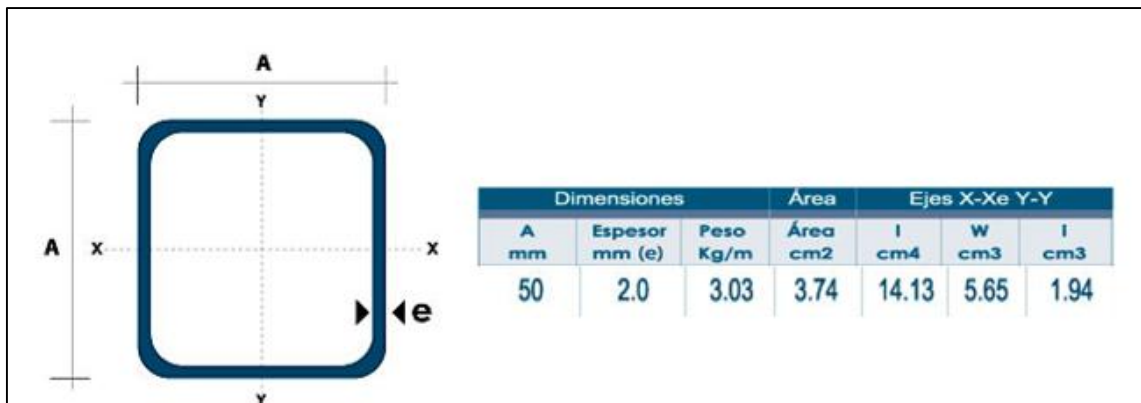 A
Y
A
X
X
e
Y
Dimensiones Área Ejes X-Xe Y-Y
A mm Espesor mm (e) Peso Kg/m Área cm2 I cm4 W cm3 I cm3
50 2.0 3.03 3.74 14.13 5.65 1.94